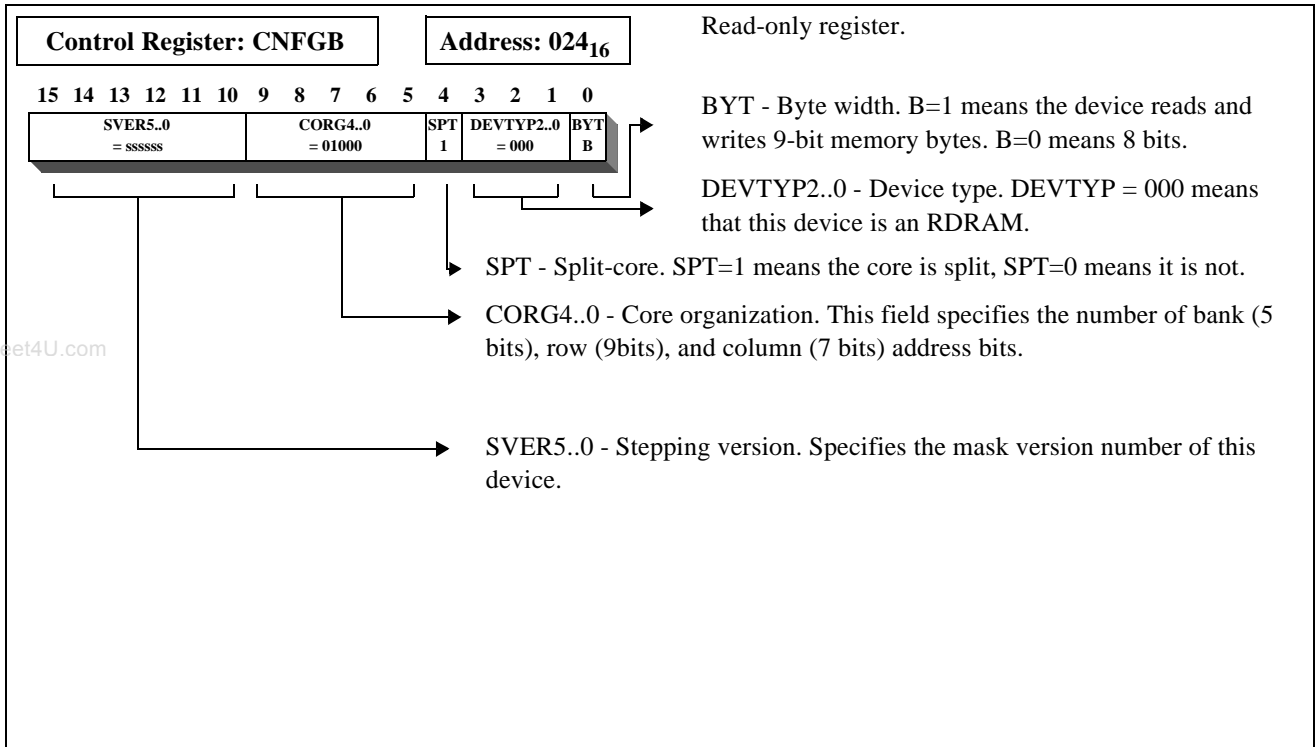 Control Register: CNFGB
Address: 024₁₆
Read-only register.
15 14 13 12 11 10 9 8 7 6 5 4 3 2 1 0
SVER5..0 CORG4..0 SPT DEVTYP2..0 BYT
= ssssss = 01000 1 = 000 B
BYT - Byte width. B=1 means the device reads and
writes 9-bit memory bytes. B=0 means 8 bits.
DEVTYP2..0 - Device type. DEVTYP = 000 means
that this device is an RDRAM.
SPT - Split-core. SPT=1 means the core is split, SPT=0 means it is not.
CORG4..0 - Core organization. This field specifies the number of bank (5
bits), row (9bits), and column (7 bits) address bits.
eet4U.com
SVER5..0 - Stepping version. Specifies the mask version number of this
device.